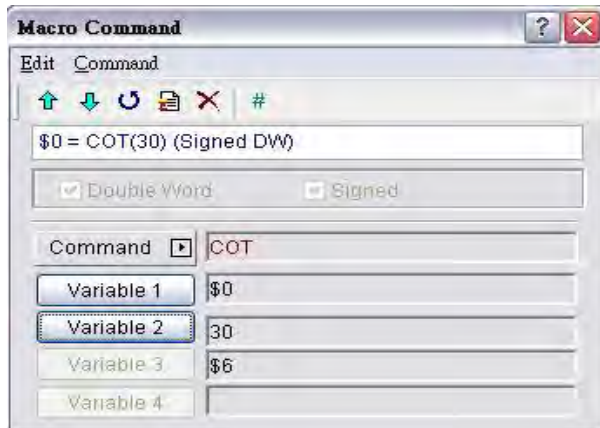 Macro Command
Edit Command
#
$0 = COT(30) (Signed DW)
Double Word Signed
Command COT
Variable 1 $0
Variable 2 30
Variable 3 $6
Variable 4